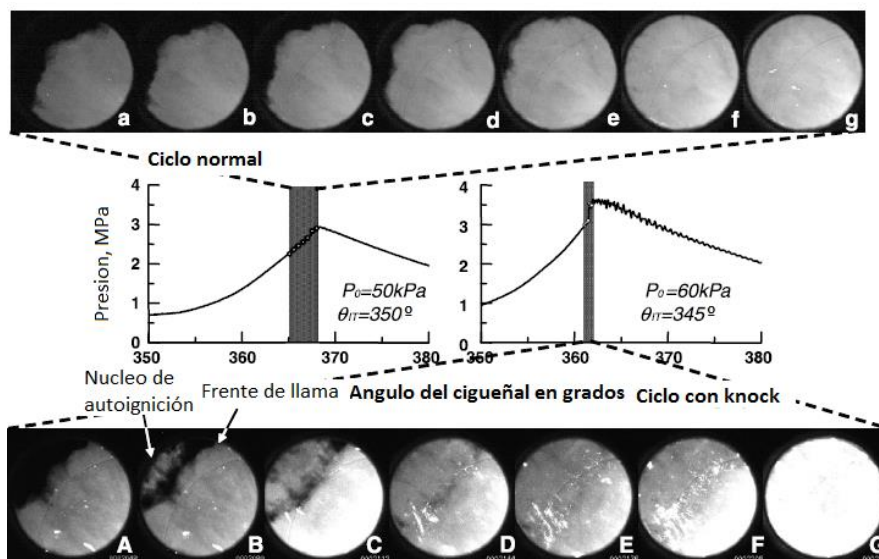 a b c d e f g
Ciclo normal
Presion, MPa
4
3
2
1
0
350 360 370 380
P₀=50kPa
θIT=350º
4
3
2
1
0
350 360 370 380
P₀=60kPa
θIT=345º
Nucleo de
autoignición
Frente de llama
Angulo del cigueñal en grados
Ciclo con knock
A B C D E F G